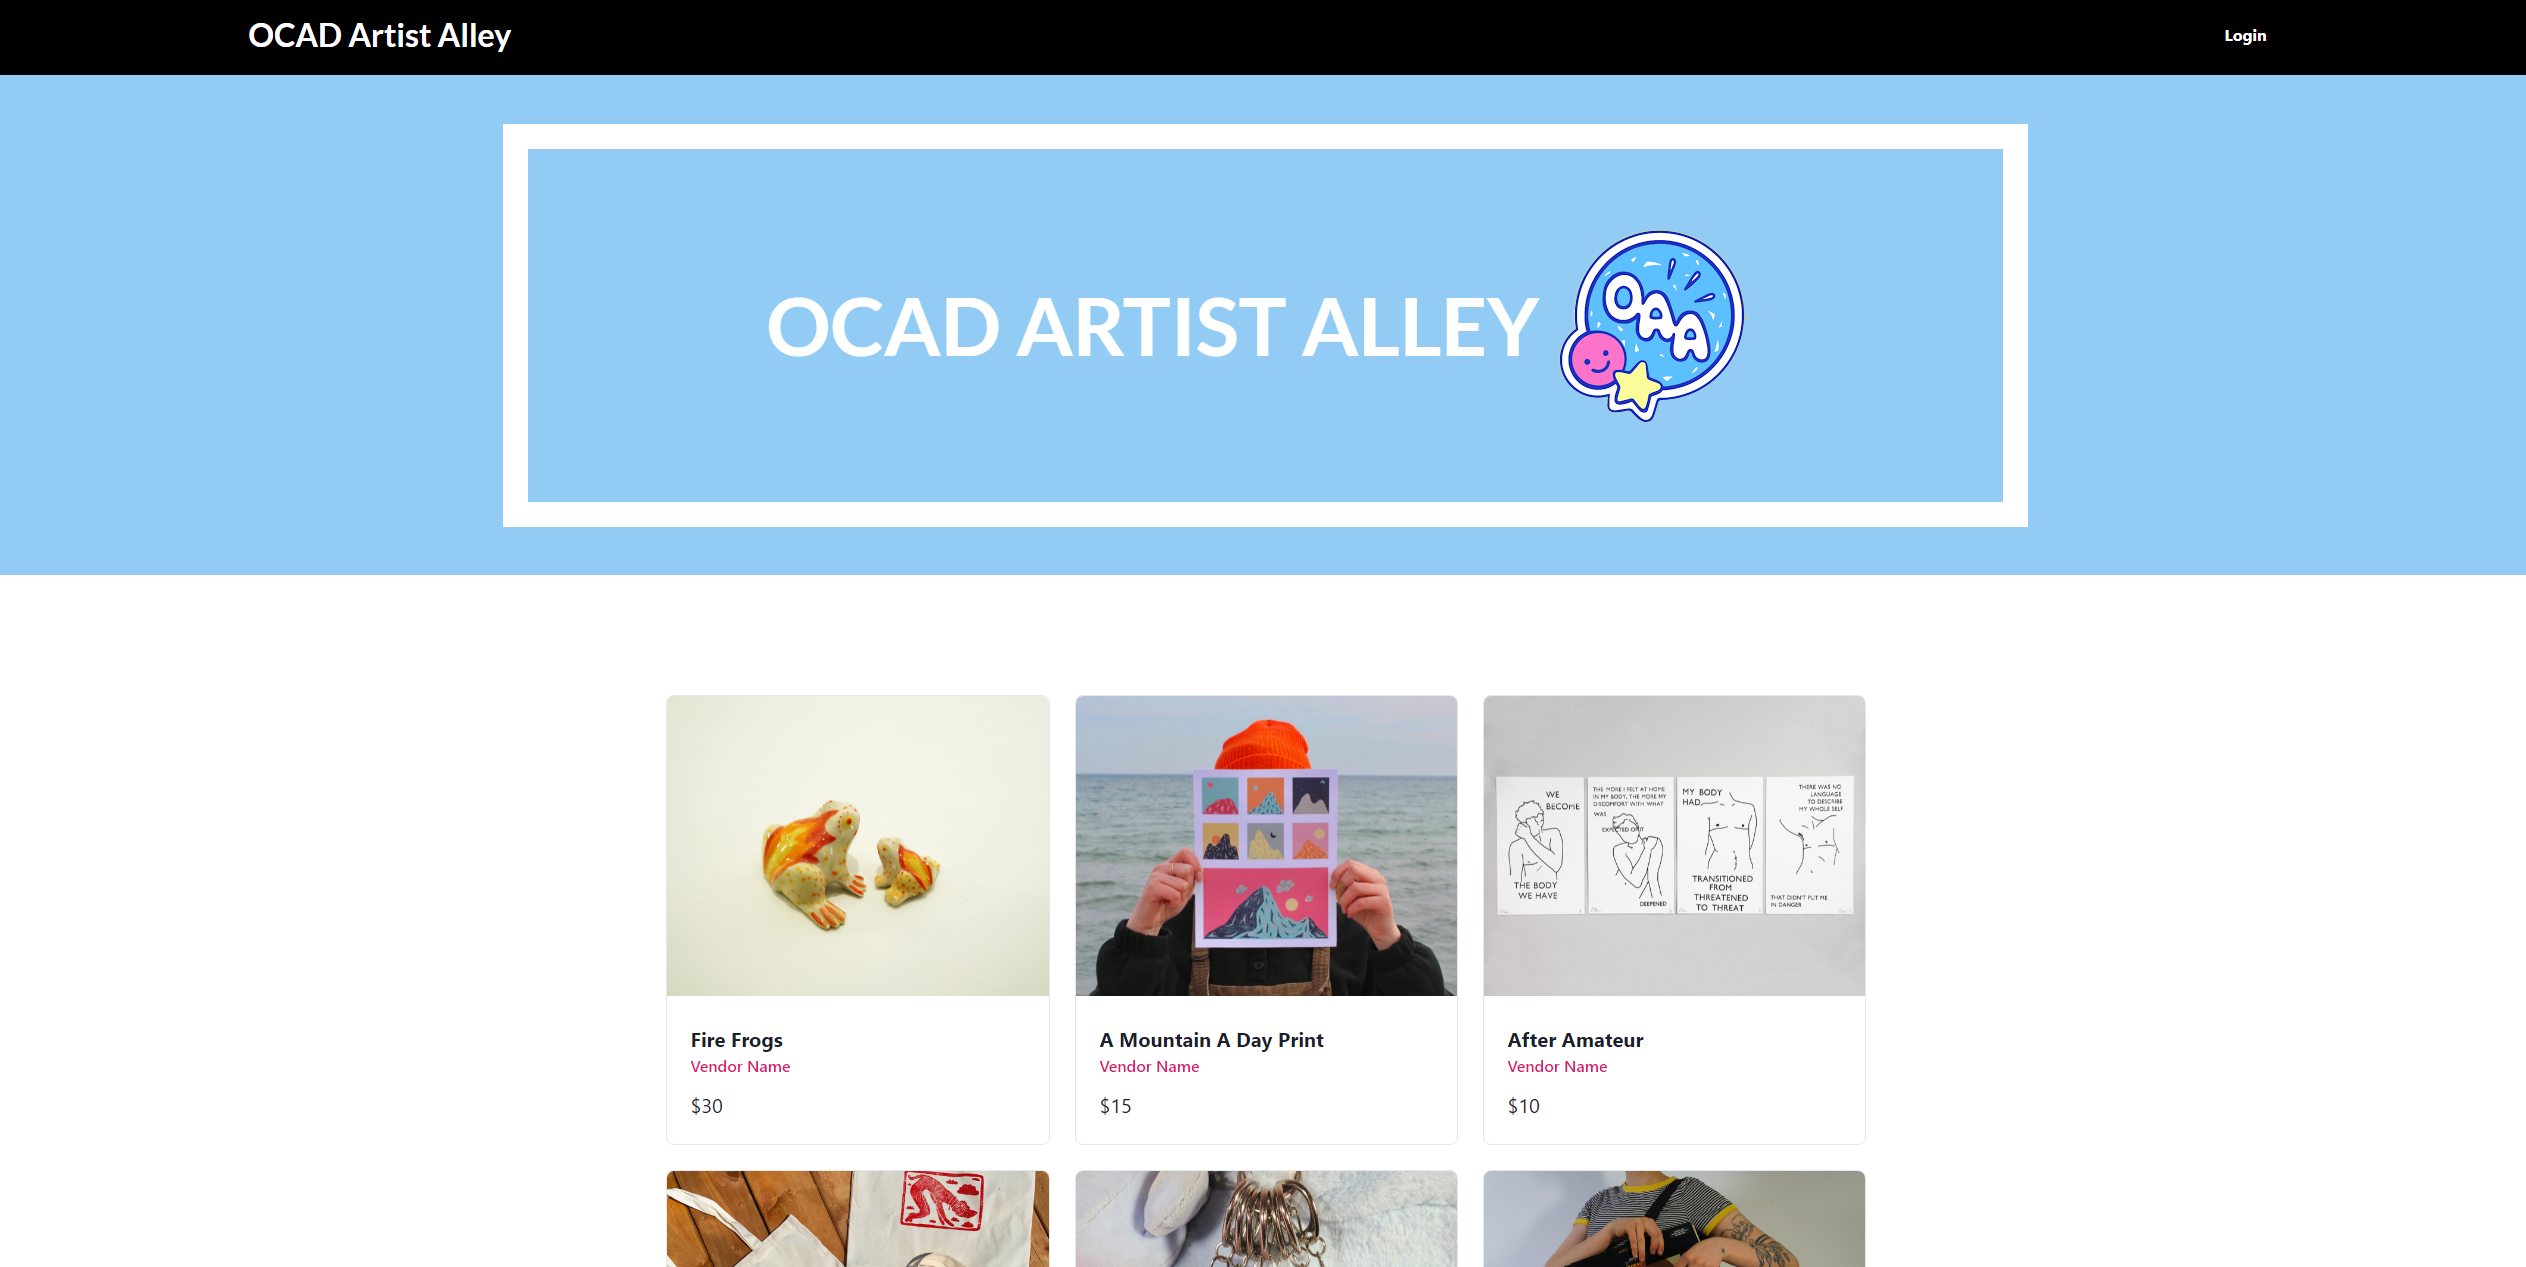 OCAD Artist Alley
Login
OCAD ARTIST ALLEY
OAA
WE
BECOME
THE BODY
WE HAVE
THE MORE I FELT AT HOME
IN MY BODY, THE MORE MY
DISCOMFORT WITH WHAT
WAS
EXPECTED OF IT
DEEPENED
MY BODY
HAD
TRANSITIONED
FROM
THREATENED
TO THREAT
THERE WAS NO
LANGUAGE
TO DESCRIBE
MY WHOLE SELF
THAT DIDN'T PUT ME
IN DANGER
Fire Frogs
Vendor Name
$30
A Mountain A Day Print
Vendor Name
$15
After Amateur
Vendor Name
$10